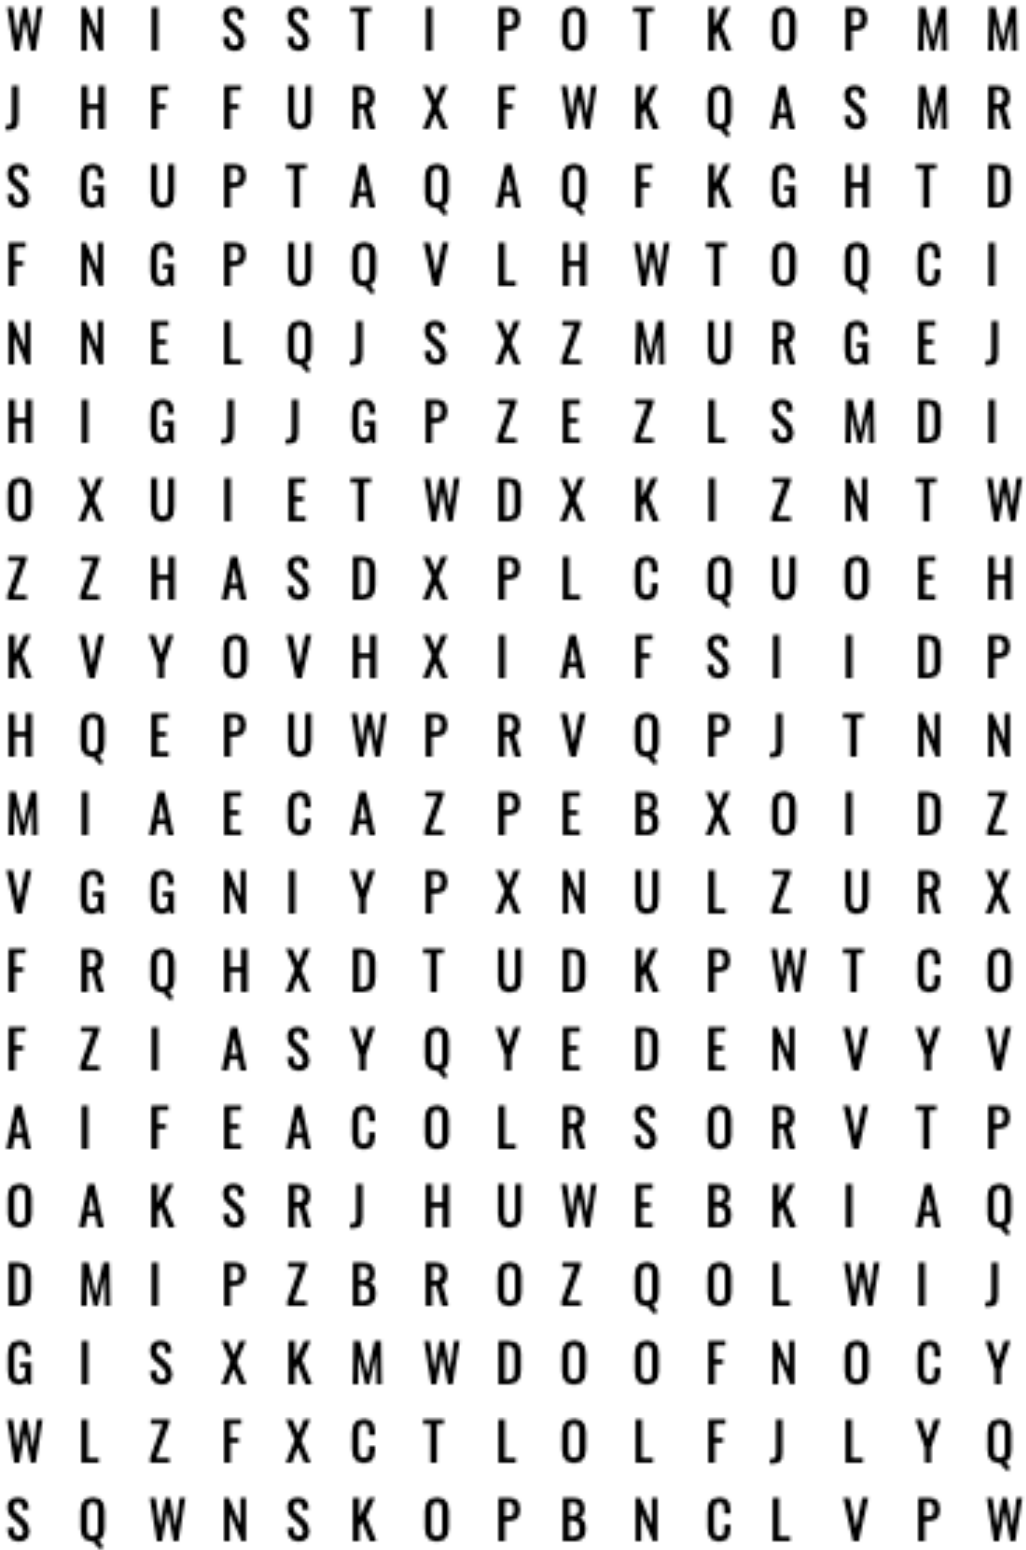 W N I S S T I P O T K O P M M
J H F F U R X F W K Q A S M R
S G U P T A Q A Q F K G H T D
F N G P U Q V L H W T O Q C I
N N E L Q J S X Z M U R G E J
H I G J J G P Z E Z L S M D I
O X U I E T W D X K I Z N T W
Z Z H A S D X P L C Q U O E H
K V Y O V H X I A F S I I D P
H Q E P U W P R V Q P J T N N
M I A E C A Z P E B X O I D Z
V G G N I Y P X N U L Z U R X
F R Q H X D T U D K P W T C O
F Z I A S Y Q Y E D E N V Y V
A I F E A C O L R S O R V T P
O A K S R J H U W E B K I A Q
D M I P Z B R O Z Q O L W I J
G I S X K M W D O O F N O C Y
W L Z F X C T L O L F J L Y Q
S Q W N S K O P B N C L V P W